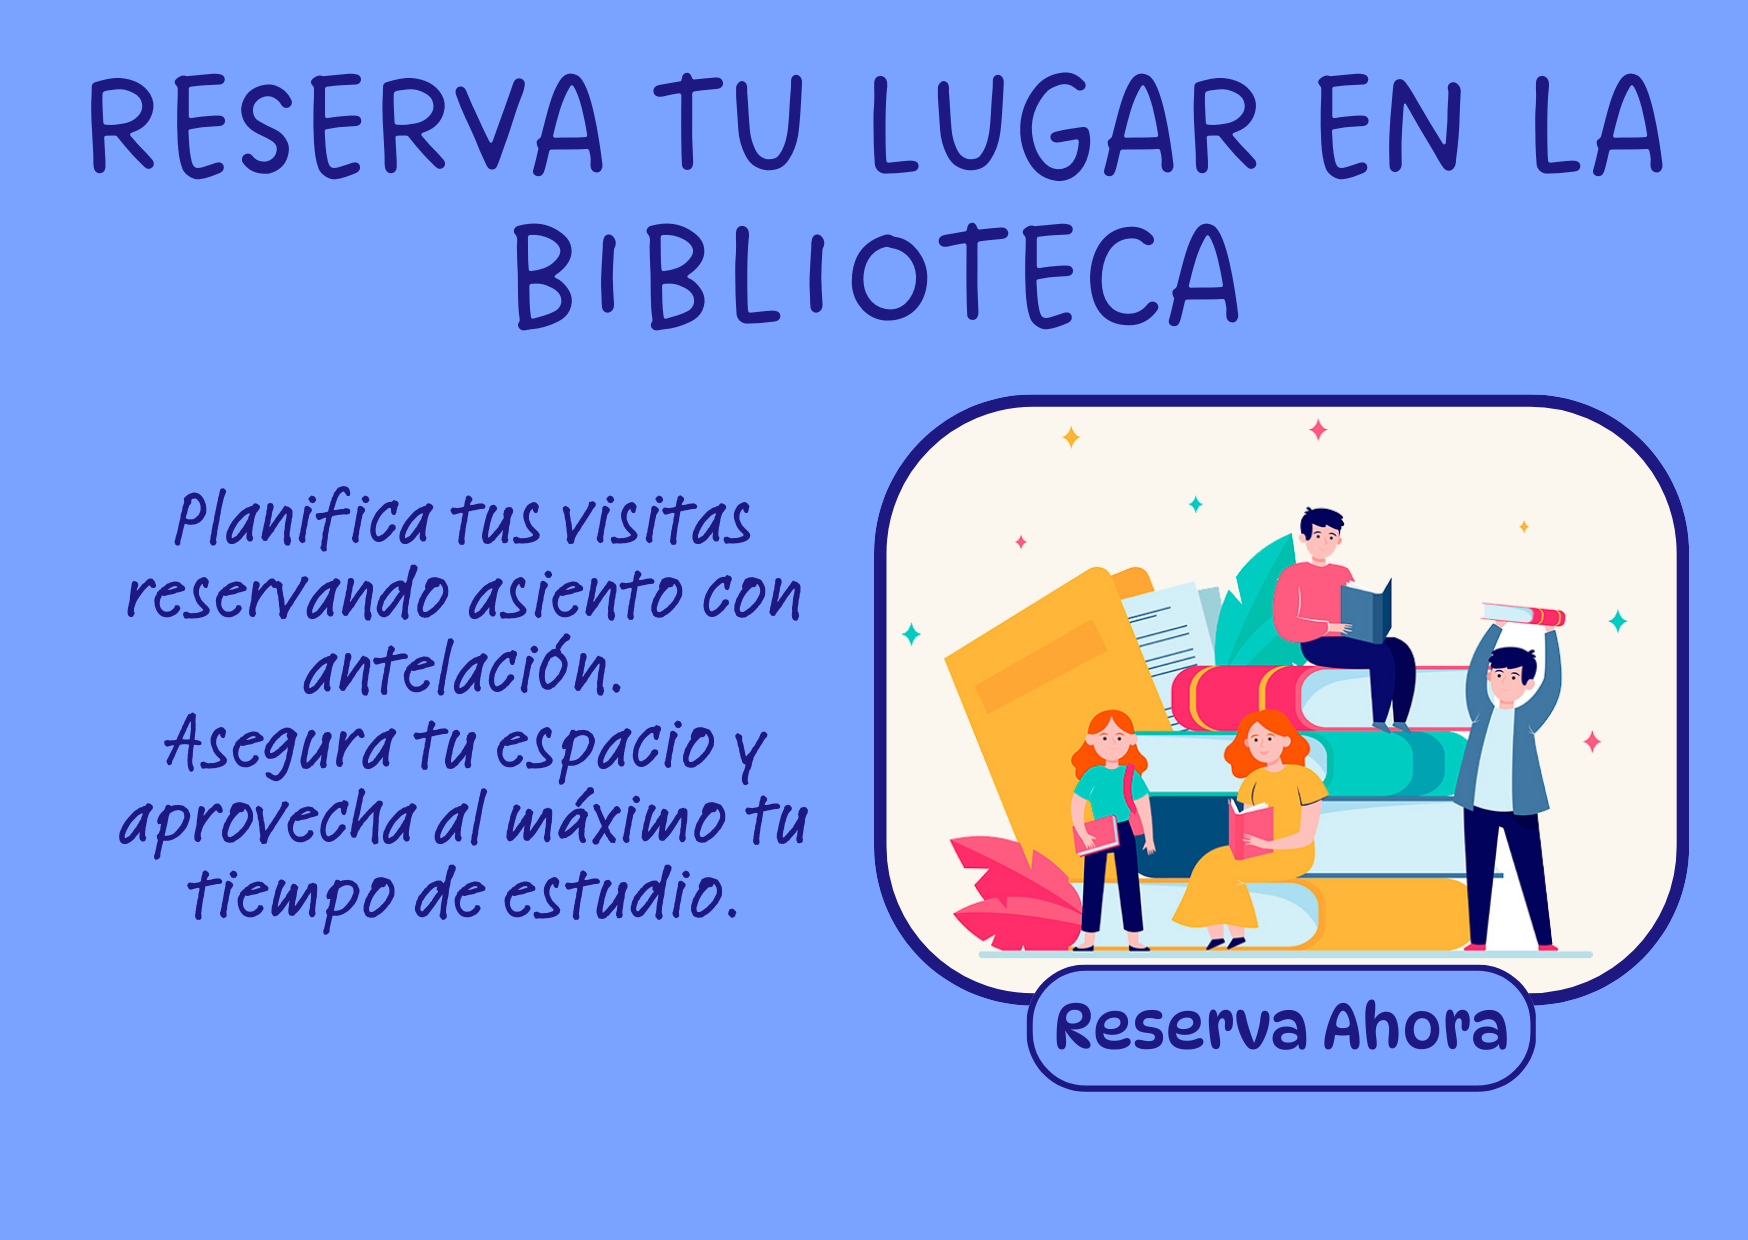 RESERVA TU LUGAR EN LA
BIBLIOTECA
Planifica tus visitas
reservando asiento con
antelación.
Asegura tu espacio y
aprovecha al máximo tu
tiempo de estudio.
Reserva Ahora